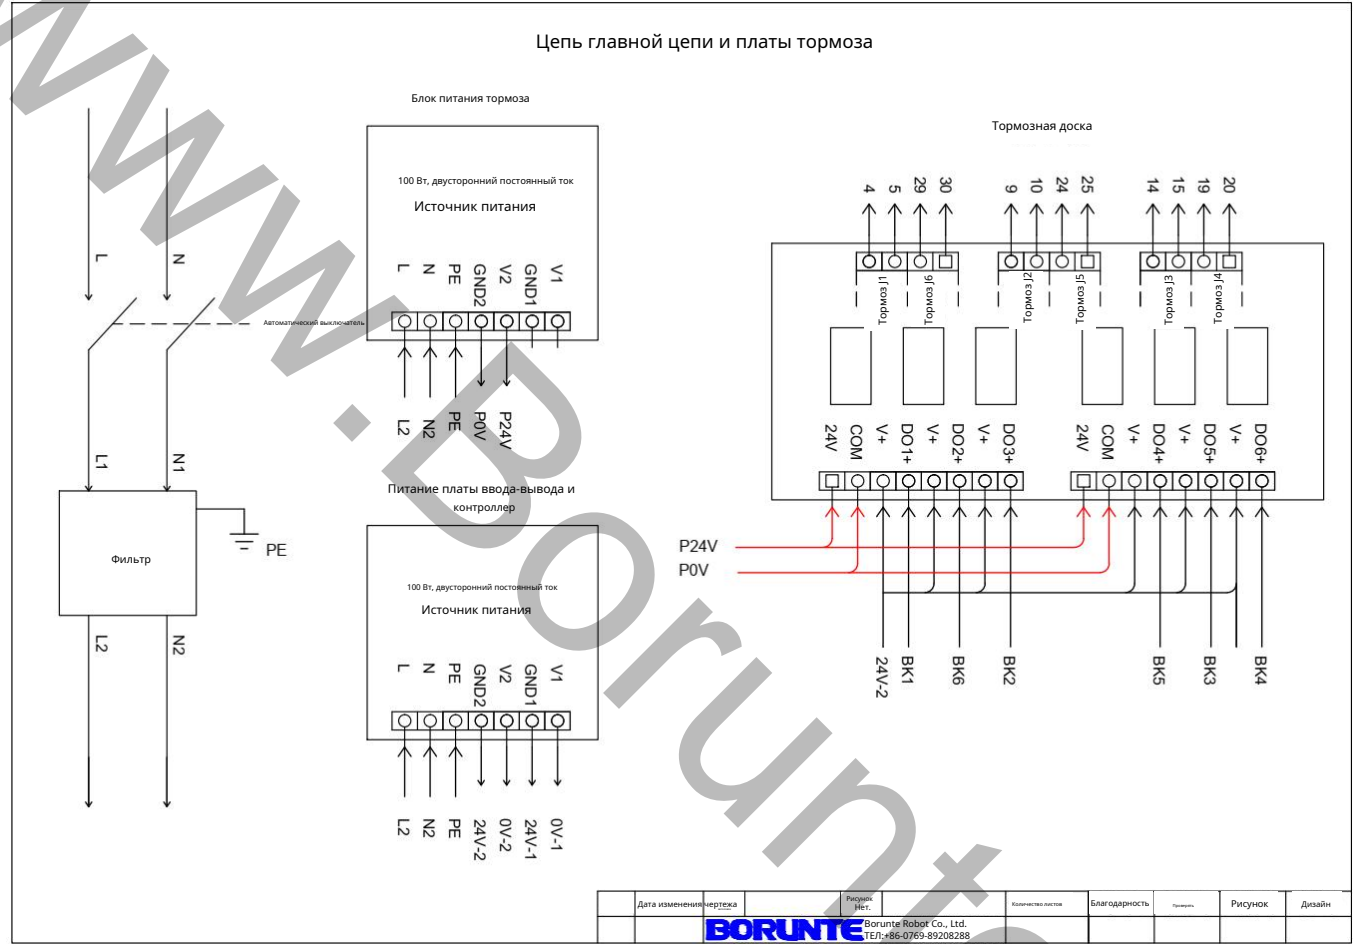 Цепь главной цепи и платы тормоза
Блок питания тормоза
100 Вт, двусторонний постоянный ток
Источник питания
L N PE GND2 V2 GND1 V1
L2 N2 PE P0V P24V
L N
Автоматический выключатель
L1 N1
Фильтр
PE
L2 N2
Питание платы ввода-вывода и
контроллер
100 Вт, двусторонний постоянный ток
Источник питания
L N PE GND2 V2 GND1 V1
L2 N2 PE 24V-2 0V-2 24V-1 0V-1
Тормозная доска
4 5 29 30 9 10 24 25 14 15 19 20
Тормоз J1 Тормоз J6 Тормоз J2 Тормоз J5 Тормоз J3 Тормоз J4
24V COM V+ DO1+ V+ DO2+ V+ DO3+ 24V COM V+ DO4+ V+ DO5+ V+ DO6+
P24V
P0V
24V-2 BK1 BK6 BK2 BK5 BK3 BK4
Дата изменения чертежа
Рисунок
Нет.
Количество листов
Благодарность
Проверять
Рисунок
Дизайн
BORUNTE
Borunte Robot Co., Ltd.
ТЕЛ:+86-0769-89208288
www.Borunte